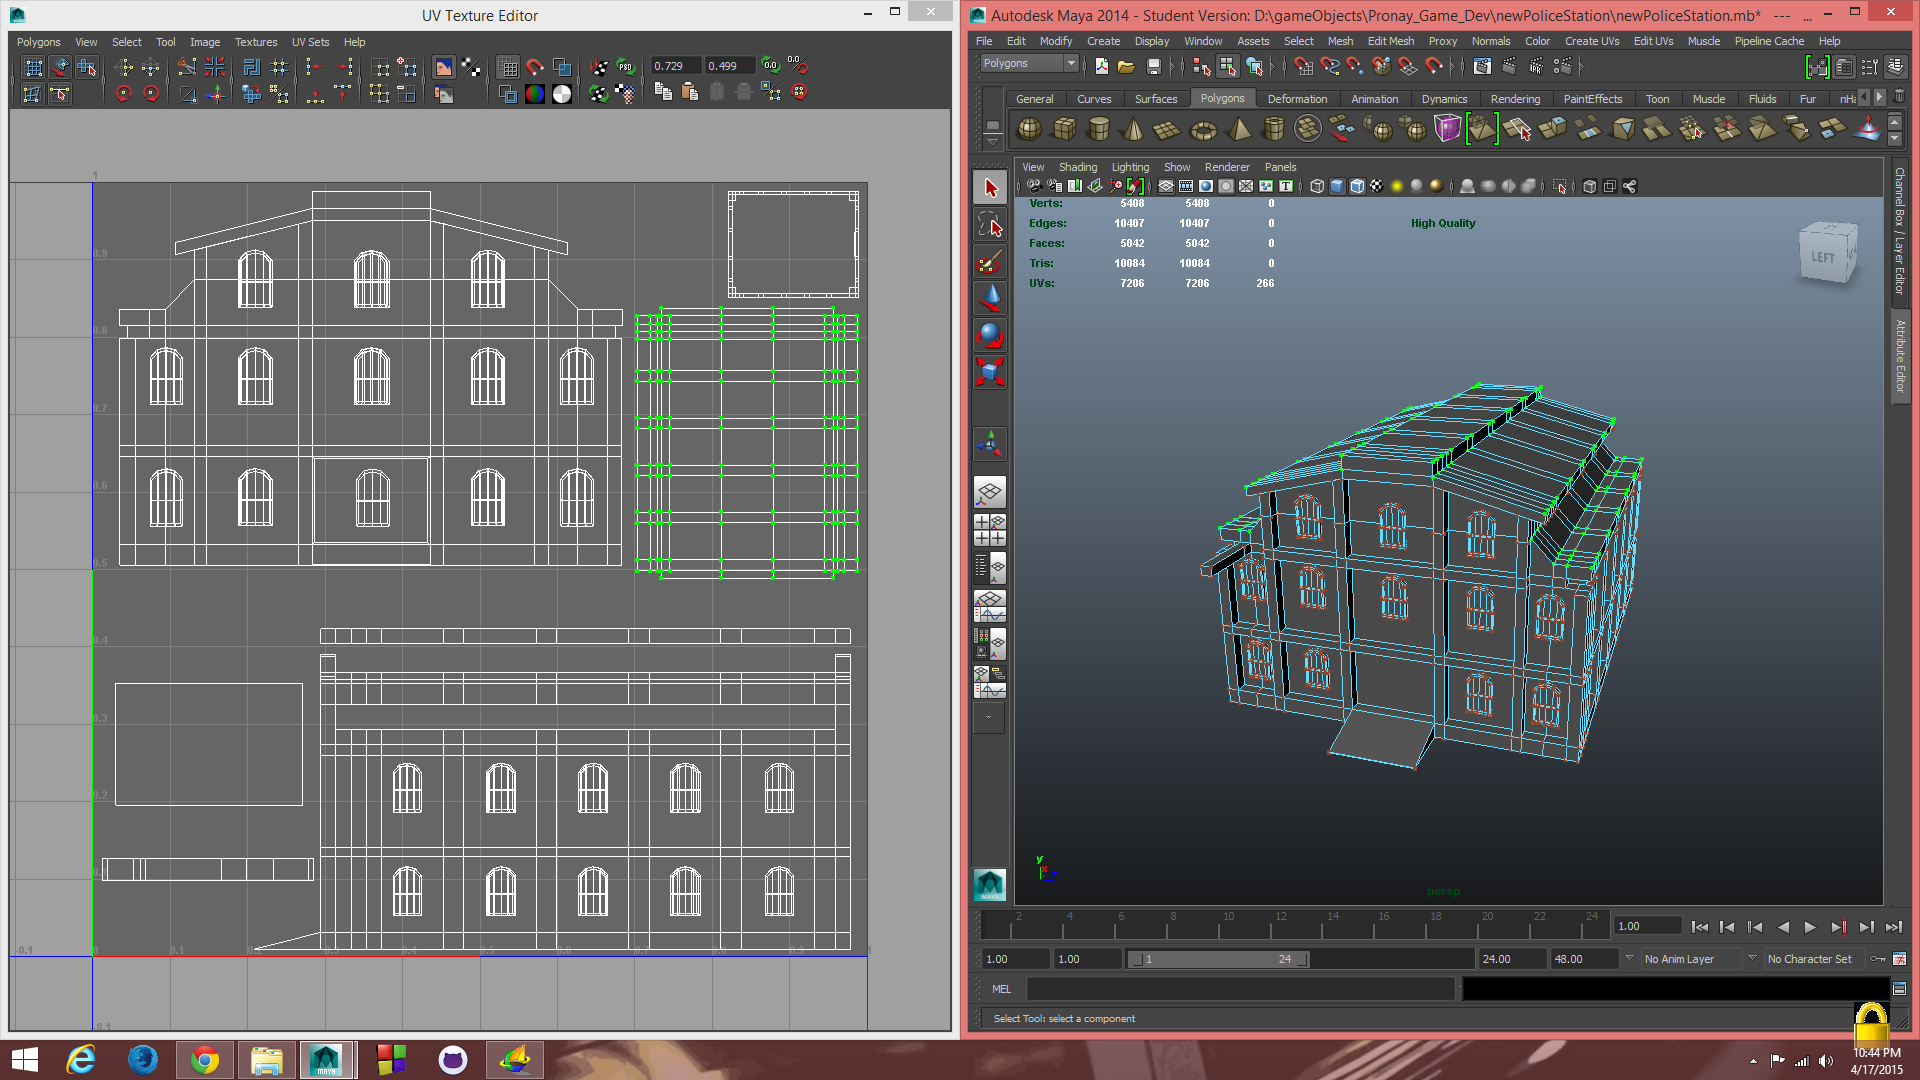 UV Texture Editor
Polygons View Select Tool Image Textures UV Sets Help
0.729 0.499 0.0 0.0
PSD
1
0.9
0.8
0.7
0.6
0.5
0.4
0.3
0.2
-0.1 0 0.1 0.2 0.3 0.4 0.5 0.6 0.7 0.8 0.9 1
-0.1
Autodesk Maya 2014 - Student Version: D:\gameObjects\Pronay_Game_Dev\newPoliceStation\newPoliceStation.mb* --- ...
File Edit Modify Create Display Window Assets Select Mesh Edit Mesh Proxy Normals Color Create UVs Edit UVs Muscle Pipeline Cache Help
Polygons
General Curves Surfaces Polygons Deformation Animation Dynamics Rendering PaintEffects Toon Muscle Fluids Fur nHa
View Shading Lighting Show Renderer Panels
Verts: 5408 5408 0
Edges: 10407 10407 0
Faces: 5042 5042 0
Tris: 10084 10084 0
UVs: 7206 7206 266
High Quality
LEFT
Channel Box / Layer Editor
Attribute Editor
y
x
z
persp
MAYA
2 4 6 8 10 12 14 16 18 20 22 24
1.00
1.00 1.00 1 24 24.00 48.00 No Anim Layer No Character Set
MEL
Select Tool: select a component
MAYA
10:44 PM
4/17/2015